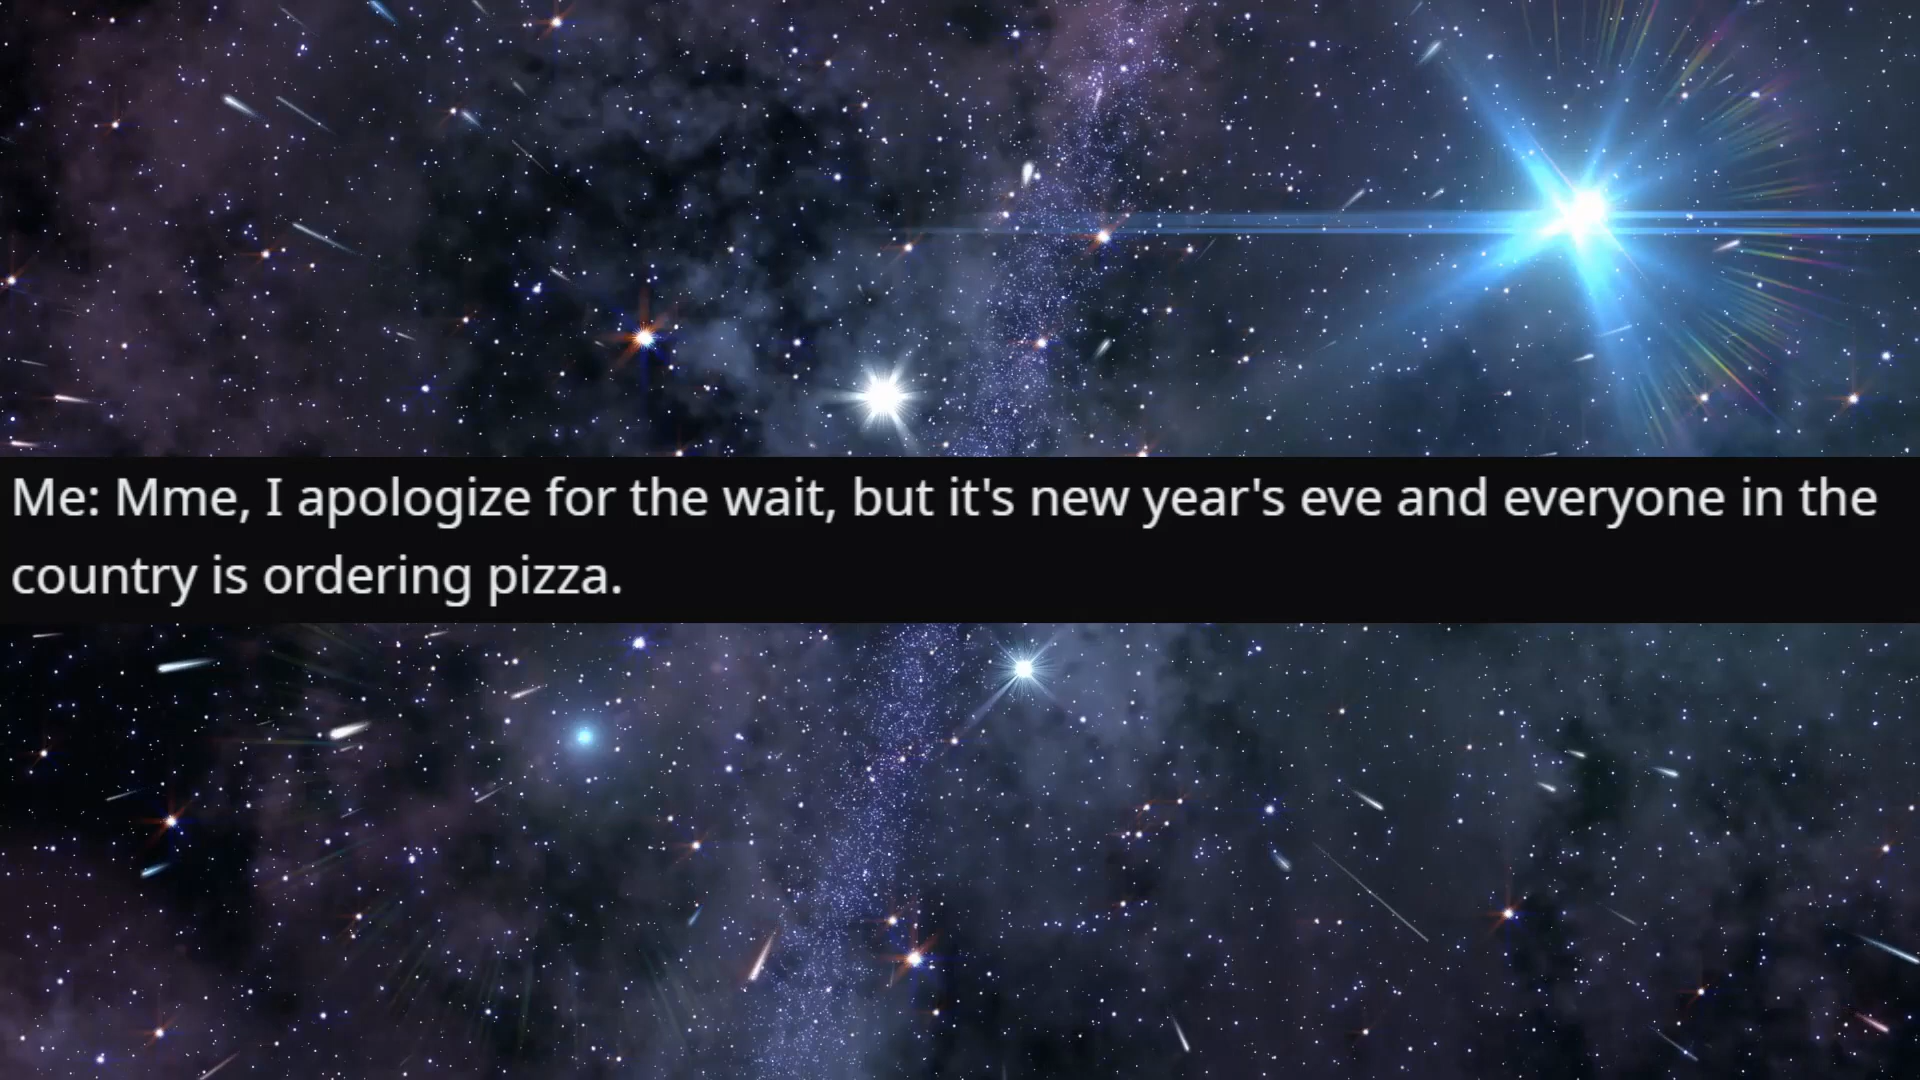 Me: Mme, I apologize for the wait, but it's new year's eve and everyone in the
country is ordering pizza.